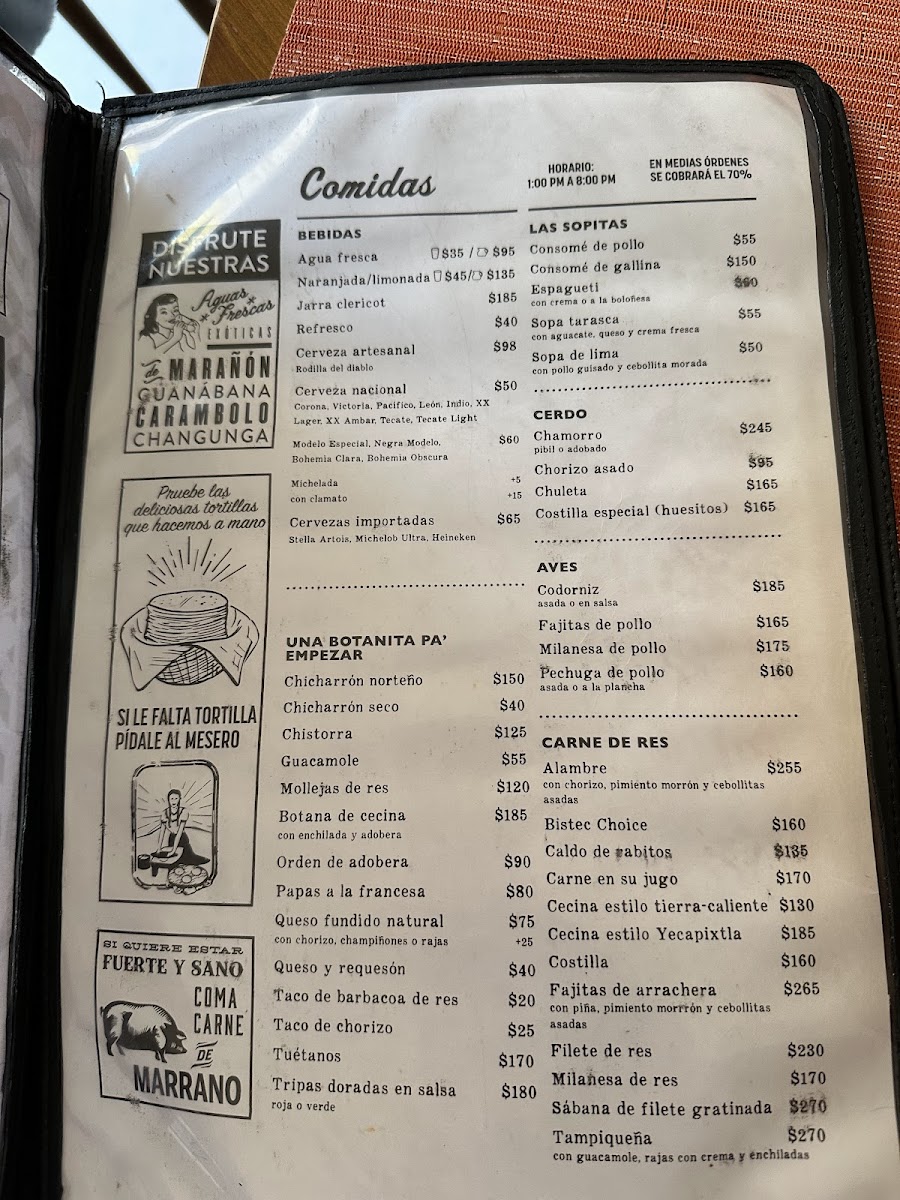 Comidas
HORARIO:
1:00 PM A 8:00 PM
EN MEDIAS ÓRDENES
SE COBRARÁ EL 70%
DISFRUTE
NUESTRAS
Aguas
Frescas
EXÓTICAS
de MARAÑÓN
GUANÁBANA
CARAMBOLO
CHANGUNGA
Pruebe las
deliciosas tortillas
que hacemos a mano
SI LE FALTA TORTILLA
PÍDALE AL MESERO
SI QUIERE ESTAR
FUERTE Y SANO
COMA
CARNE
DE
MARRANO
BEBIDAS
Agua fresca $35 / $95
Naranjada/limonada $45/ $135
Jarra clericot $185
Refresco $40
Cerveza artesanal $98
Rodilla del diablo
Cerveza nacional $50
Corona, Victoria, Pacífico, León, Indio, XX
Lager, XX Ambar, Tecate, Tecate Light
Modelo Especial, Negra Modelo, $60
Bohemia Clara, Bohemia Obscura
Michelada +5
con clamato +15
Cervezas importadas $65
Stella Artois, Michelob Ultra, Heineken
UNA BOTANITA PA'
EMPEZAR
Chicharrón norteño $150
Chicharrón seco $40
Chistorra $125
Guacamole $55
Mollejas de res $120
Botana de cecina $185
con enchilada y adobera
Orden de adobera $90
Papas a la francesa $80
Queso fundido natural $75
con chorizo, champiñones o rajas +25
Queso y requesón $40
Taco de barbacoa de res $20
Taco de chorizo $25
Tuétanos $170
Tripas doradas en salsa $180
roja o verde
LAS SOPITAS
Consomé de pollo $55
Consomé de gallina $150
Espagueti $60
con crema o a la boloñesa
Sopa tarasca $55
con aguacate, queso y crema fresca
Sopa de lima $50
con pollo guisado y cebollita morada
CERDO
Chamorro $245
pibil o adobado
Chorizo asado $95
Chuleta $165
Costilla especial (huesitos) $165
AVES
Codorniz $185
asada o en salsa
Fajitas de pollo $165
Milanesa de pollo $175
Pechuga de pollo $160
asada o a la plancha
CARNE DE RES
Alambre $255
con chorizo, pimiento morrón y cebollitas
asadas
Bistec Choice $160
Caldo de rabitos $135
Carne en su jugo $170
Cecina estilo tierra-caliente $130
Cecina estilo Yecapixtla $185
Costilla $160
Fajitas de arrachera $265
con piña, pimiento morrrón y cebollitas
asadas
Filete de res $230
Milanesa de res $170
Sábana de filete gratinada $270
Tampiqueña $270
con guacamole, rajas con crema y enchiladas